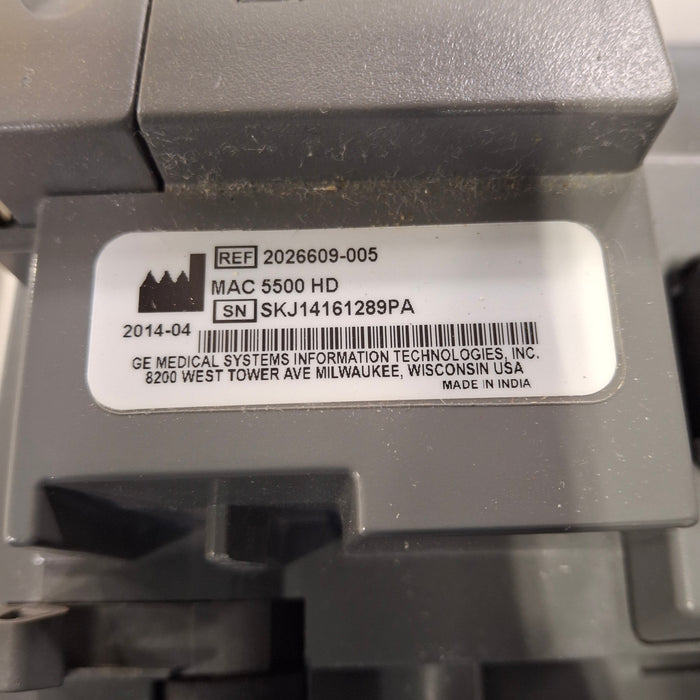 REF 2026609-005
MAC 5500 HD
SN SKJ14161289PA
2014-04
GE MEDICAL SYSTEMS INFORMATION TECHNOLOGIES, INC.
8200 WEST TOWER AVE MILWAUKEE, WISCONSIN USA
MADE IN INDIA